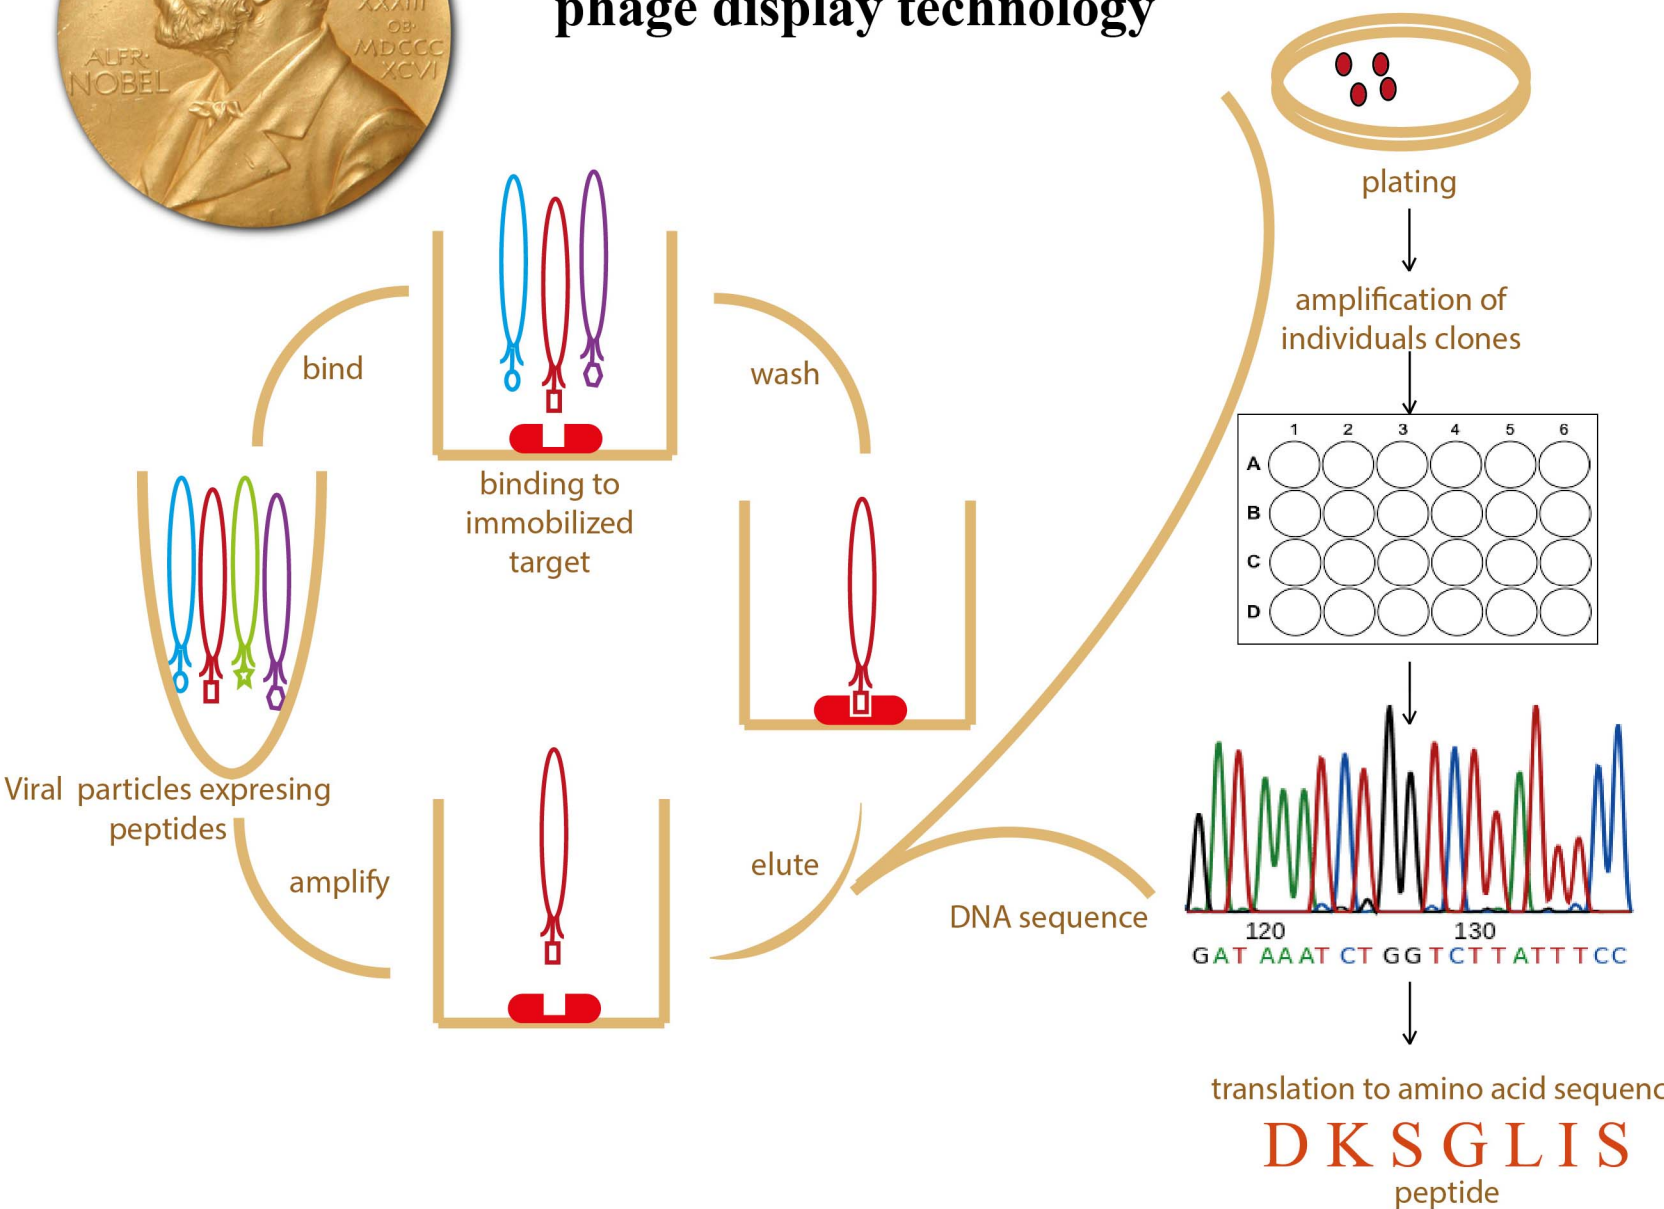 phage display technology
XXXIII
OB·
MDCCC
XCVI
ALFR·
NOBEL
plating
amplification of
individuals clones
bind
wash
binding to
immobilized
target
1 2 3 4 5 6
A
B
C
D
Viral particles expresing
peptides
amplify
elute
DNA sequence
120 130
GAT AAAT CT GGTCTTATTTCC
translation to amino acid sequenc
D K S G L I S
peptide